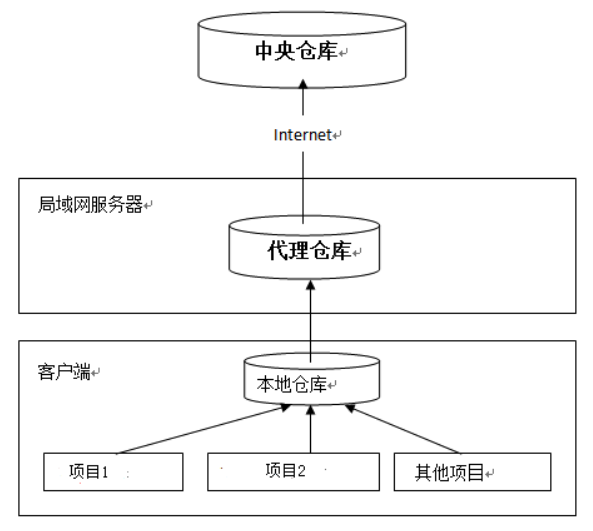 中央仓库
Internet
局域网服务器
代理仓库
客户端
本地仓库
项目1
项目2
其他项目